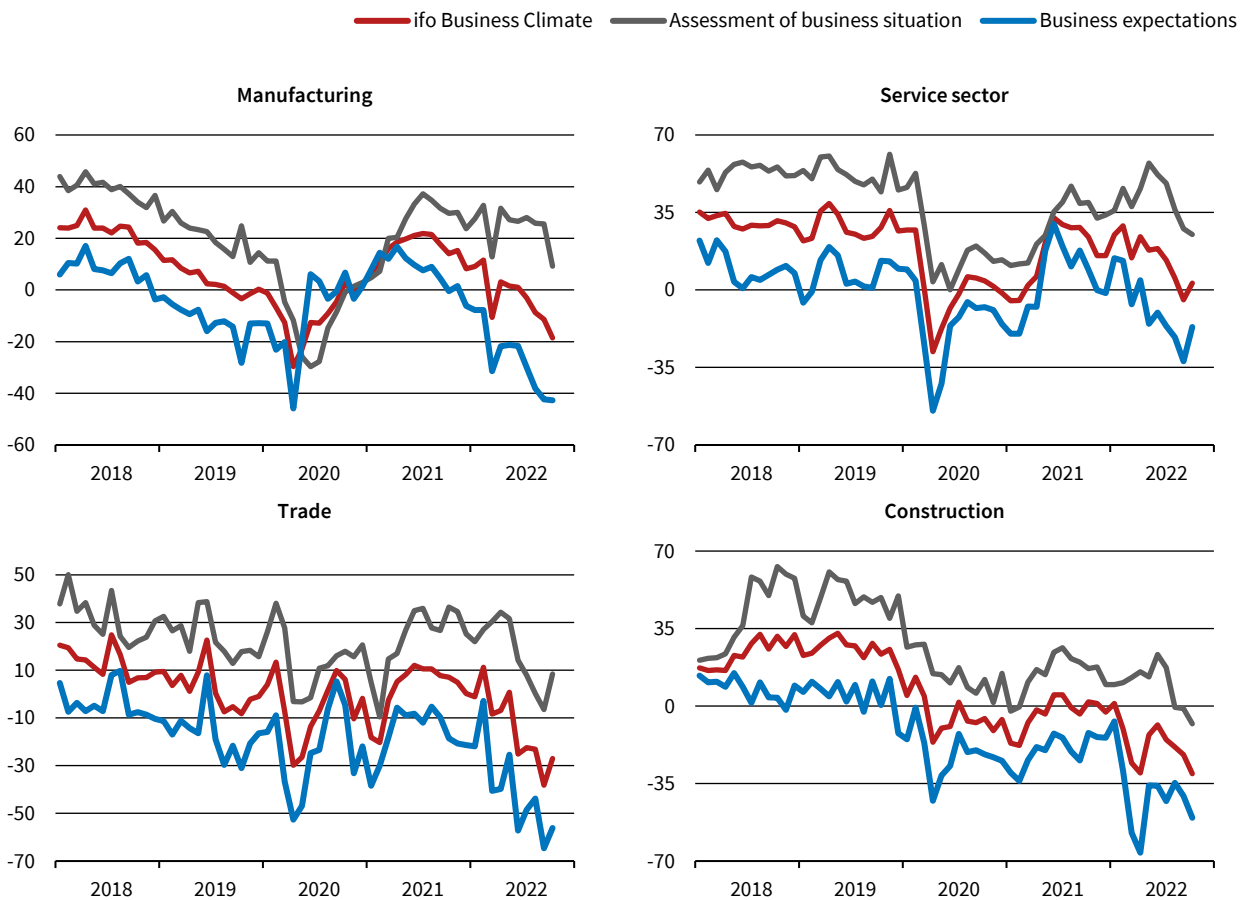 ifo Business Climate Assessment of business situation Business expectations
Manufacturing
60
40
20
0
-20
-40
-60
2018 2019 2020 2021 2022
Service sector
70
35
0
-35
-70
2018 2019 2020 2021 2022
Trade
50
30
10
-10
-30
-50
-70
2018 2019 2020 2021 2022
Construction
70
35
0
-35
-70
2018 2019 2020 2021 2022